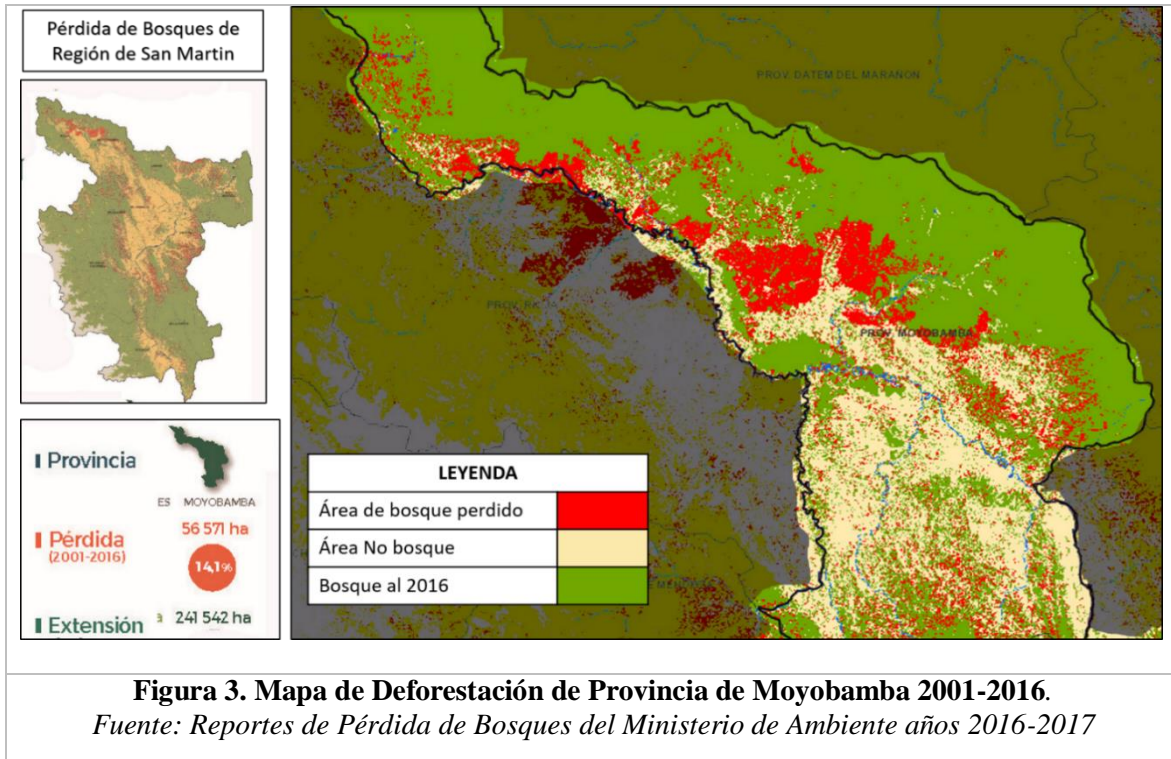 Pérdida de Bosques de
Región de San Martin
PROV. DATEM DEL MARAÑON
PROV. MOYOBAMBA
Provincia
ES MOYOBAMBA
Pérdida
(2001-2016)
56 571 ha
14,1%
Extensión
241 542 ha
LEYENDA
Área de bosque perdido
Área No bosque
Bosque al 2016
Figura 3. Mapa de Deforestación de Provincia de Moyobamba 2001-2016.
Fuente: Reportes de Pérdida de Bosques del Ministerio de Ambiente años 2016-2017